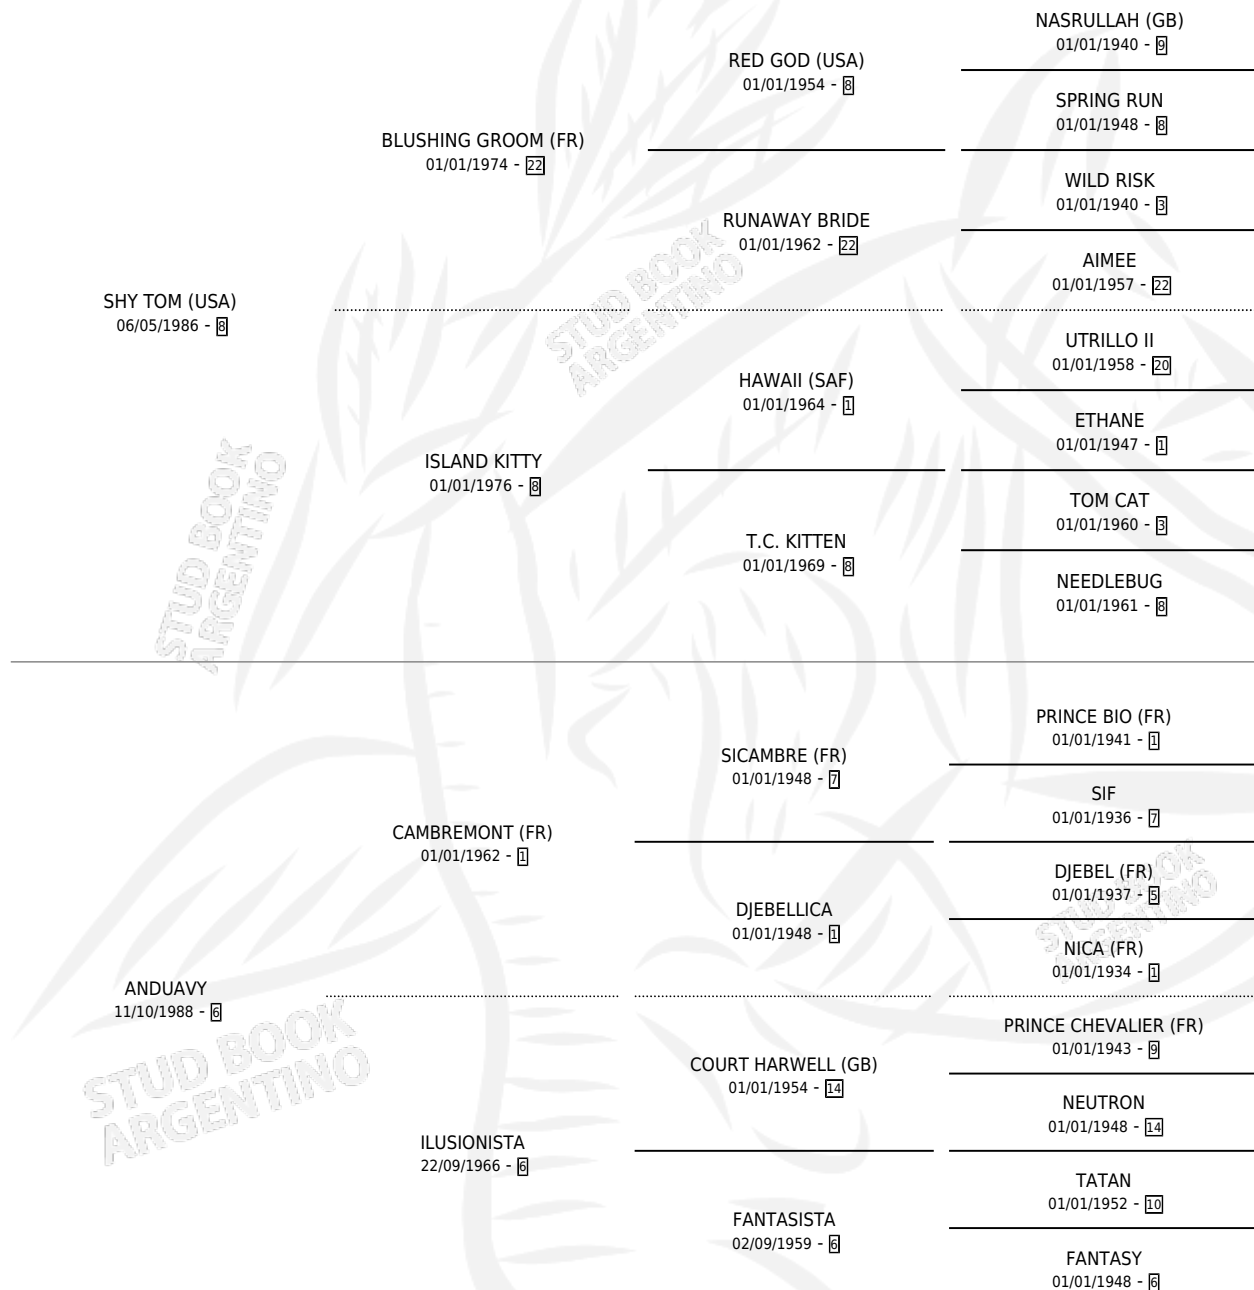 NASRULLAH (GB)
01/01/1940 - 9
RED GOD (USA)
01/01/1954 - 8
SPRING RUN
01/01/1948 - 8
BLUSHING GROOM (FR)
01/01/1974 - 22
WILD RISK
01/01/1940 - 3
RUNAWAY BRIDE
01/01/1962 - 22
AIMEE
01/01/1957 - 22
SHY TOM (USA)
06/05/1986 - 8
UTRILLO II
01/01/1958 - 20
HAWAII (SAF)
01/01/1964 - 1
ETHANE
01/01/1947 - 1
ISLAND KITTY
01/01/1976 - 8
TOM CAT
01/01/1960 - 3
T.C. KITTEN
01/01/1969 - 8
NEEDLEBUG
01/01/1961 - 8
STUD BOOK
ARGENTINO
STUD BOOK
ARGENTINO
PRINCE BIO (FR)
01/01/1941 - 1
SICAMBRE (FR)
01/01/1948 - 7
SIF
01/01/1936 - 7
CAMBREMONT (FR)
01/01/1962 - 1
DJEBEL (FR)
01/01/1937 - 5
DJEBELLICA
01/01/1948 - 1
NICA (FR)
01/01/1934 - 1
ANDUAVY
11/10/1988 - 6
PRINCE CHEVALIER (FR)
01/01/1943 - 9
COURT HARWELL (GB)
01/01/1954 - 14
NEUTRON
01/01/1948 - 14
ILUSIONISTA
22/09/1966 - 6
TATAN
01/01/1952 - 10
FANTASISTA
02/09/1959 - 6
FANTASY
01/01/1948 - 6
STUD BOOK
ARGENTINO
STUD BOOK
ARGENTINO